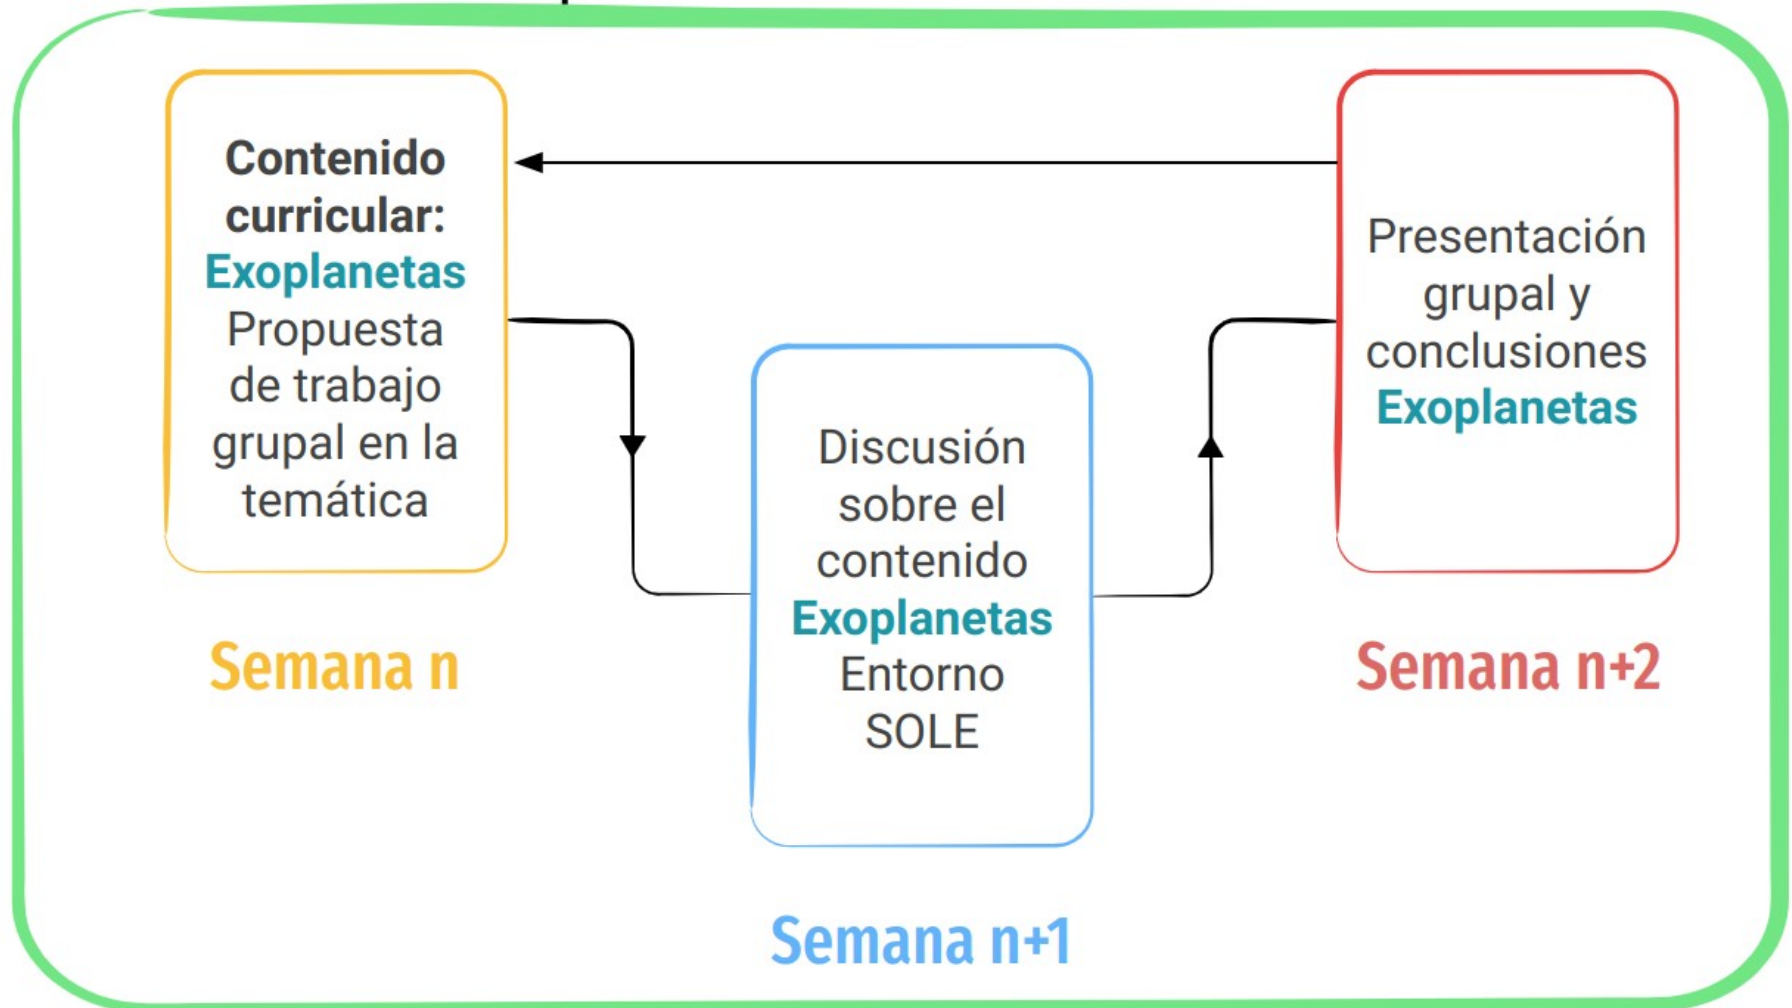 Contenido
curricular:
Exoplanetas
Propuesta
de trabajo
grupal en la
temática
Semana n
Discusión
sobre el
contenido
Exoplanetas
Entorno
SOLE
Semana n+1
Presentación
grupal y
conclusiones
Exoplanetas
Semana n+2